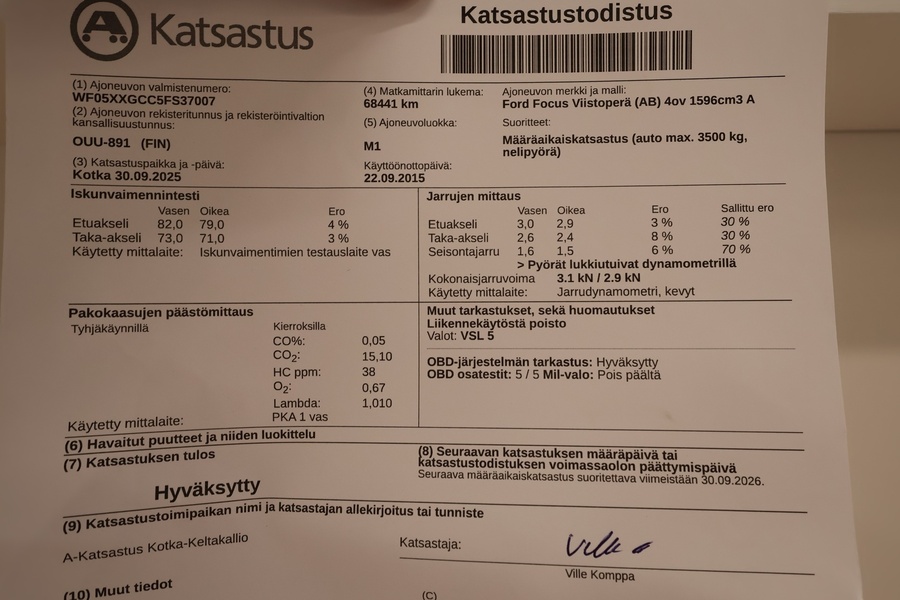 A Katsastus
Katsastustodistus
(1) Ajoneuvon valmistenumero:
WF05XXGCC5FS37007
(4) Matkamittarin lukema:
68441 km
Ajoneuvon merkki ja malli:
Ford Focus Viistoperä (AB) 4ov 1596cm3 A
(2) Ajoneuvon rekisteritunnus ja rekisteröintivaltion
kansallisuustunnus:
OUU-891 (FIN)
(5) Ajoneuvoluokka:
M1
Suoritteet:
Määräaikaiskatsastus (auto max. 3500 kg,
nelipyörä)
(3) Katsastuspaikka ja -päivä:
Kotka 30.09.2025
Käyttöönottopäivä:
22.09.2015
Iskunvaimennintesti
Vasen Oikea Ero
Etuakseli 82,0 79,0 4 %
Taka-akseli 73,0 71,0 3 %
Käytetty mittalaite: Iskunvaimentimien testauslaite vas
Jarrujen mittaus
Vasen Oikea Ero Sallittu ero
Etuakseli 3,0 2,9 3 % 30 %
Taka-akseli 2,6 2,4 8 % 30 %
Seisontajarru 1,6 1,5 6 % 70 %
> Pyörät lukkiutuivat dynamometrillä
Kokonaisjarruvoima 3.1 kN / 2.9 kN
Käytetty mittalaite: Jarrudynamometri, kevyt
Pakokaasujen päästömittaus
Tyhjäkäynnillä Kierroksilla
CO%: 0,05
CO2: 15,10
HC ppm: 38
O2: 0,67
Lambda: 1,010
Käytetty mittalaite: PKA 1 vas
Muut tarkastukset, sekä huomautukset
Liikennekäytöstä poisto
Valot: VSL 5
OBD-järjestelmän tarkastus: Hyväksytty
OBD osatestit: 5 / 5 Mil-valo: Pois päältä
(6) Havaitut puutteet ja niiden luokittelu
(7) Katsastuksen tulos
Hyväksytty
(8) Seuraavan katsastuksen määräpäivä tai
katsastustodistuksen voimassaolon päättymispäivä
Seuraava määräaikaiskatsastus suoritettava viimeistään 30.09.2026.
(9) Katsastustoimipaikan nimi ja katsastajan allekirjoitus tai tunniste
A-Katsastus Kotka-Keltakallio
Katsastaja:
Ville
Ville Komppa
(10) Muut tiedot
(C)